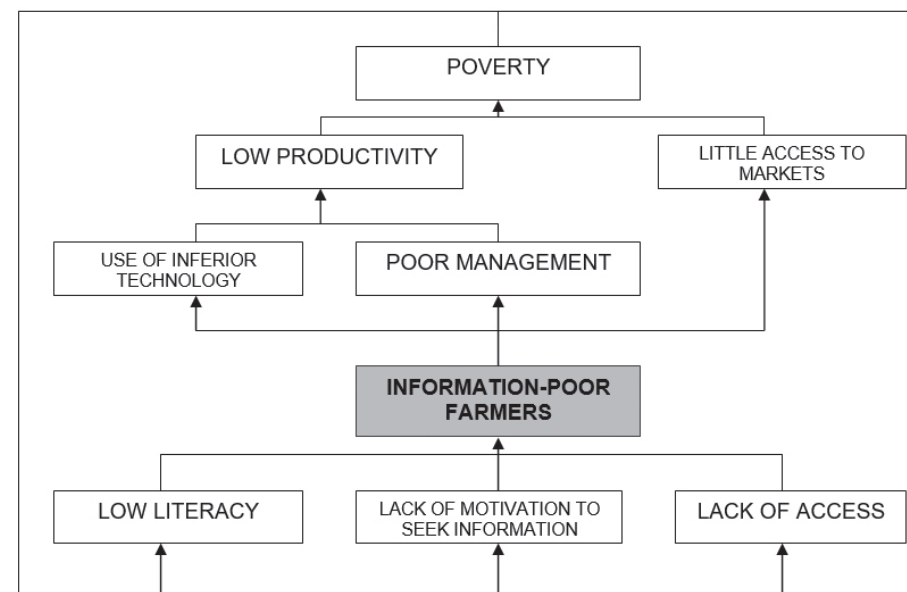 POVERTY
LOW PRODUCTIVITY
LITTLE ACCESS TO
MARKETS
USE OF INFERIOR
TECHNOLOGY
POOR MANAGEMENT
INFORMATION-POOR
FARMERS
LOW LITERACY
LACK OF MOTIVATION TO
SEEK INFORMATION
LACK OF ACCESS